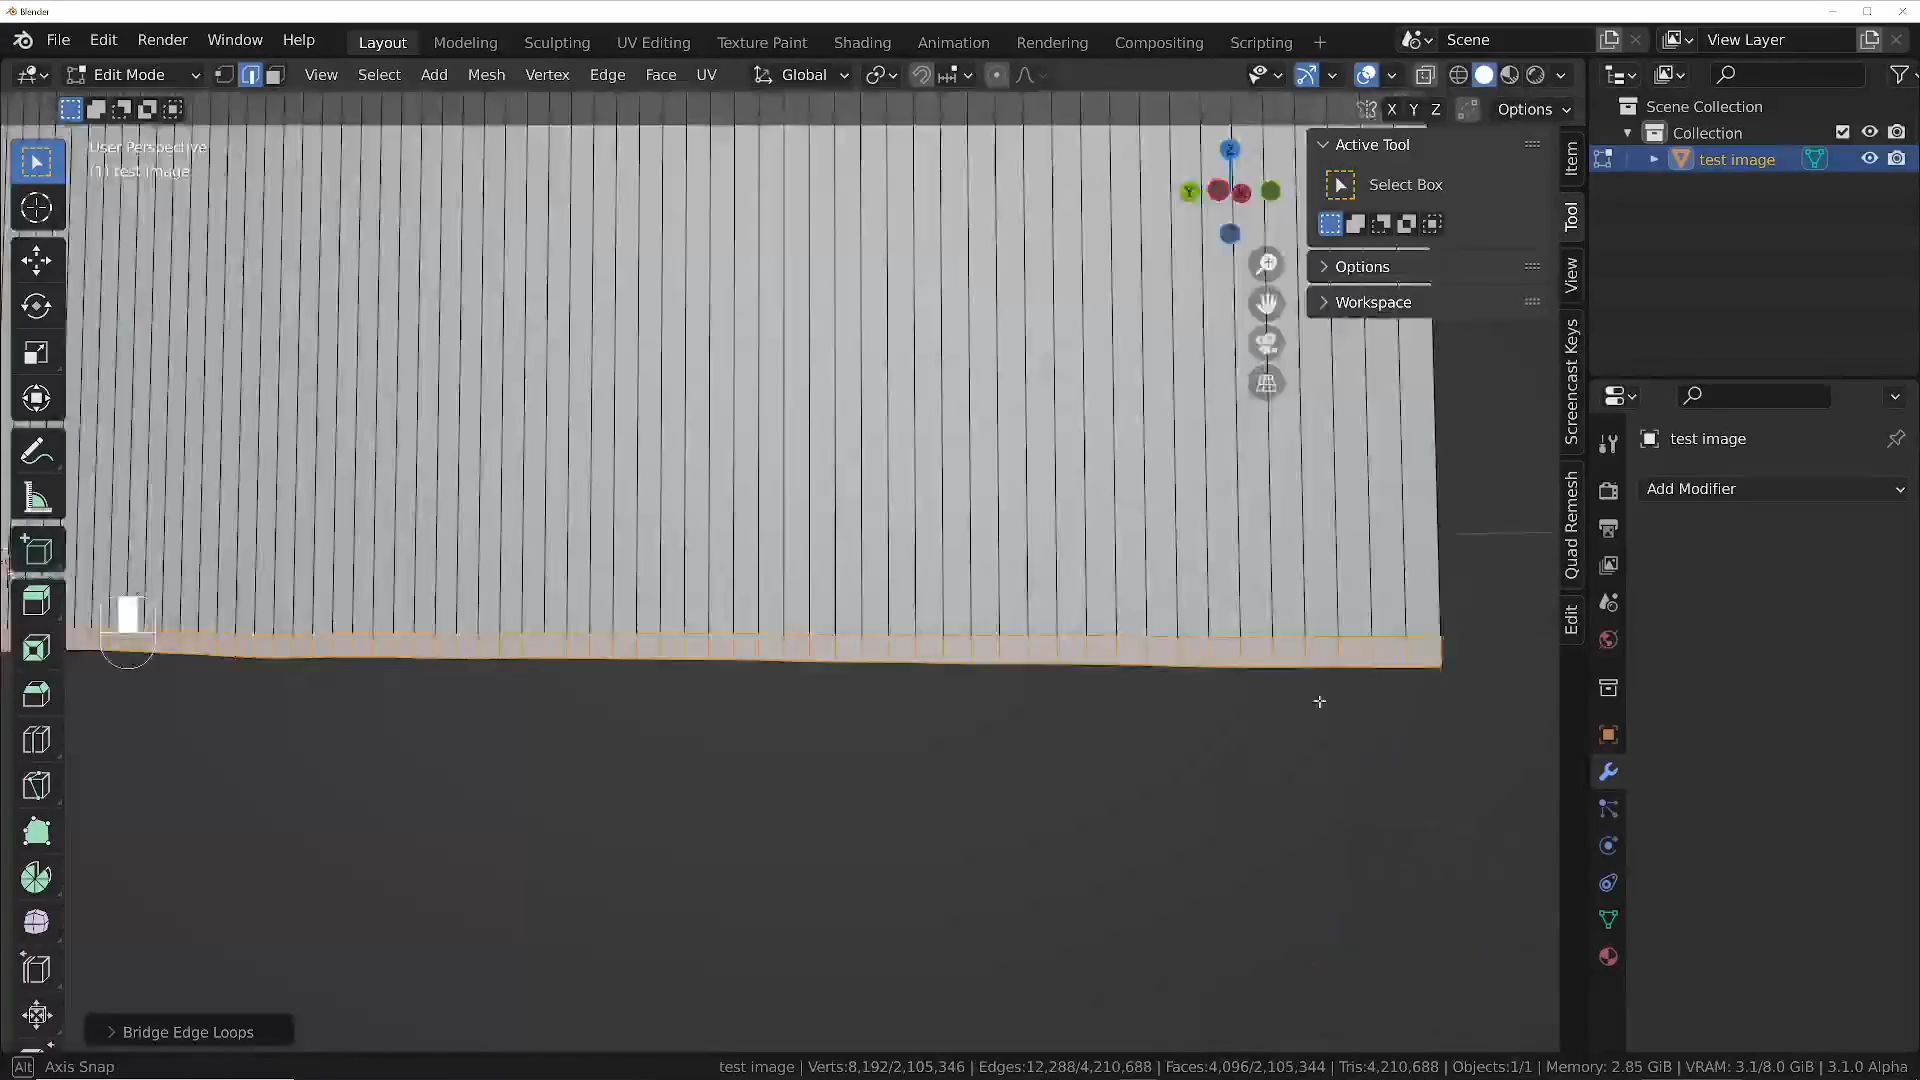 Blender
File Edit Render Window Help Layout Modeling Sculpting UV Editing Texture Paint Shading Animation Rendering Compositing Scripting + Scene View Layer
Edit Mode View Select Add Mesh Vertex Edge Face UV Global
X Y Z Options
Scene Collection
Collection
test image
User Perspective
(1) test image
Z
Y
Active Tool
Select Box
Options
Workspace
Item
Tool
View
Screencast Keys
Quad Remesh
Edit
test image
Add Modifier
Bridge Edge Loops
Alt Axis Snap
test image | Verts:8,192/2,105,346 | Edges:12,288/4,210,688 | Faces:4,096/2,105,344 | Tris:4,210,688 | Objects:1/1 | Memory: 2.85 GiB | VRAM: 3.1/8.0 GiB | 3.1.0 Alpha